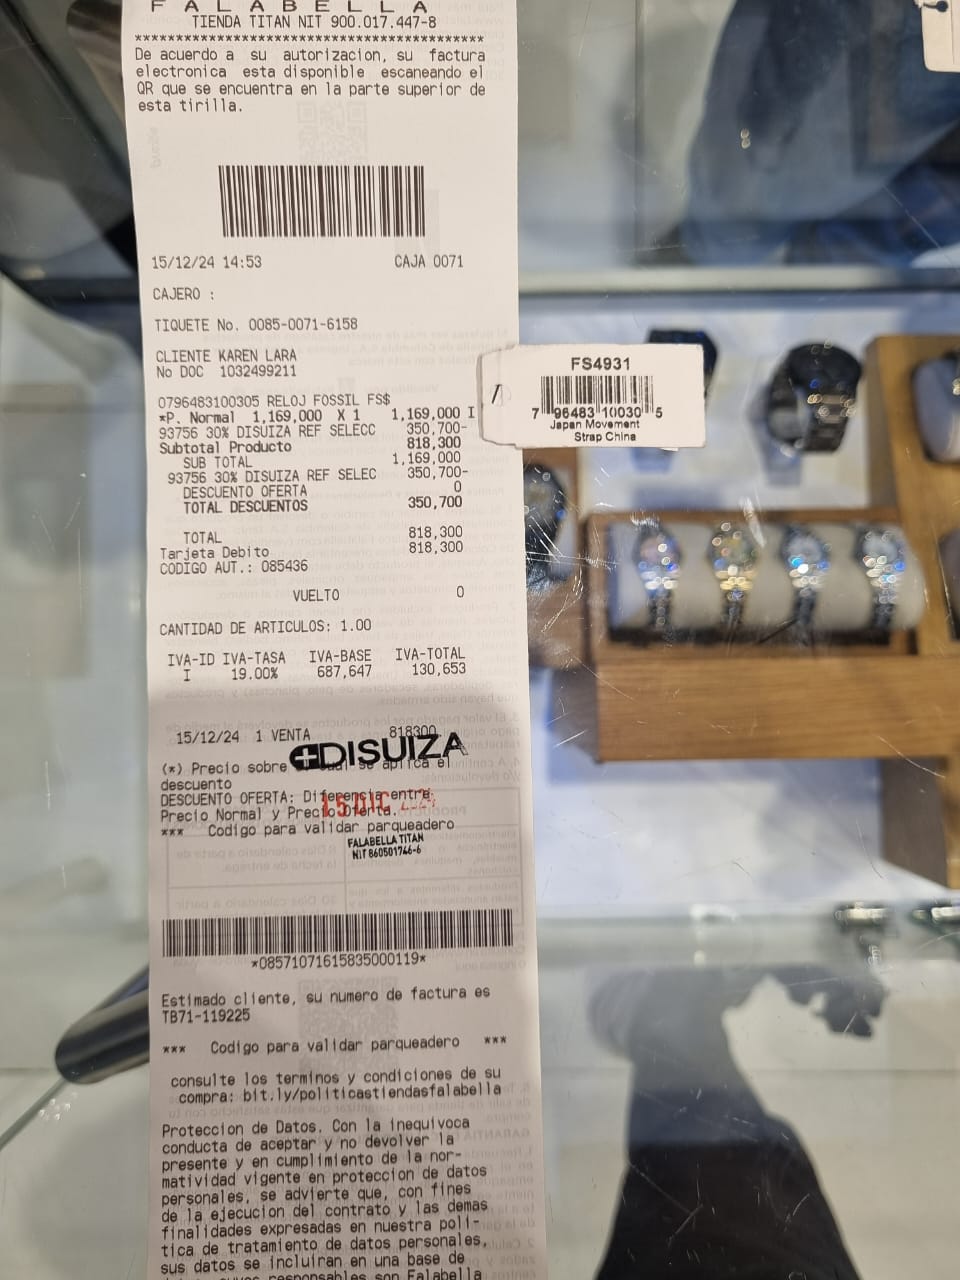 FALABELLA
TIENDA TITAN NIT 900.017.447-8
*******************************************
De acuerdo a su autorizacion, su factura
electronica esta disponible escaneando el
QR que se encuentra en la parte superior de
esta tirilla.
15/12/24 14:53 CAJA 0071
CAJERO :
TIQUETE No. 0085-0071-6158
CLIENTE KAREN LARA
No DOC 1032499211
0796483100305 RELOJ FOSSIL FS$
*P. Normal 1,169,000 X 1 1,169,000 I
93756 30% DISUIZA REF SELECC 350,700-
Subtotal Producto 818,300
SUB TOTAL 1,169,000
93756 30% DISUIZA REF SELEC 350,700-
DESCUENTO OFERTA 0
TOTAL DESCUENTOS 350,700
TOTAL 818,300
Tarjeta Debito 818,300
CODIGO AUT.: 085436
VUELTO 0
CANTIDAD DE ARTICULOS: 1.00
IVA-ID IVA-TASA IVA-BASE IVA-TOTAL
I 19.00% 687,647 130,653
15/12/24 1 VENTA 818300
DISUIZA
(*) Precio sobre el cual se aplica el
descuento
DESCUENTO OFERTA: Diferencia entre
15 DIC 2024
Precio Normal y Precio Oferta.
*** Codigo para validar parqueadero
FALABELLA TITAN
NIT 860501746-6
*08571071615835000119*
Estimado cliente, su numero de factura es
TB71-119225
*** Codigo para validar parqueadero ***
consulte los terminos y condiciones de su
compra: bit.ly/politicastiendasfalabella
Proteccion de Datos. Con la inequivoca
conducta de aceptar y no devolver la
presente y en cumplimiento de la nor-
matividad vigente en proteccion de datos
personales, se advierte que, con fines
de la ejecucion del contrato y las demas
finalidades expresadas en nuestra poli-
tica de tratamiento de datos personales,
sus datos se incluiran en una base de
responsables son Falabella
FS4931
7 96483 10030 5
Japan Movement
Strap China